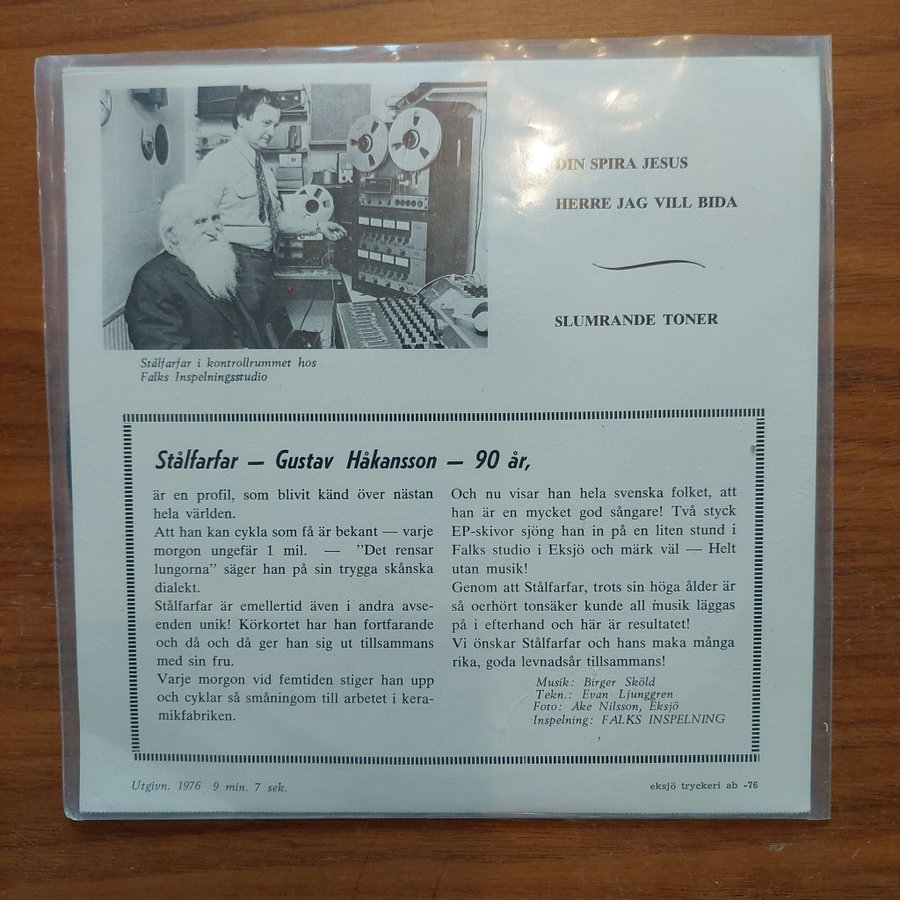 DIN SPIRA JESUS
HERRE JAG VILL BIDA
SLUMRANDE TONER
Stålfarfar i kontrollrummet hos
Falks Inspelningsstudio
Stålfarfar — Gustav Håkansson — 90 år,
är en profil, som blivit känd över nästan
hela världen.
Att han kan cykla som få är bekant — varje
morgon ungefär 1 mil. — ”Det rensar
lungorna” säger han på sin trygga skånska
dialekt.
Stålfarfar är emellertid även i andra avse-
enden unik! Körkortet har han fortfarande
och då och då ger han sig ut tillsammans
med sin fru.
Varje morgon vid femtiden stiger han upp
och cyklar så småningom till arbetet i kera-
mikfabriken.
Och nu visar han hela svenska folket, att
han är en mycket god sångare! Två styck
EP-skivor sjöng han in på en liten stund i
Falks studio i Eksjö och märk väl — Helt
utan musik!
Genom att Stålfarfar, trots sin höga ålder är
så oerhört tonsäker kunde all musik läggas
på i efterhand och här är resultatet!
Vi önskar Stålfarfar och hans maka många
rika, goda levnadsår tillsammans!
Musik: Birger Sköld
Tekn.: Evan Ljunggren
Foto: Ake Nilsson, Eksjö
Inspelning: FALKS INSPELNING
Utgivn. 1976 9 min. 7 sek.
eksjö tryckeri ab -76